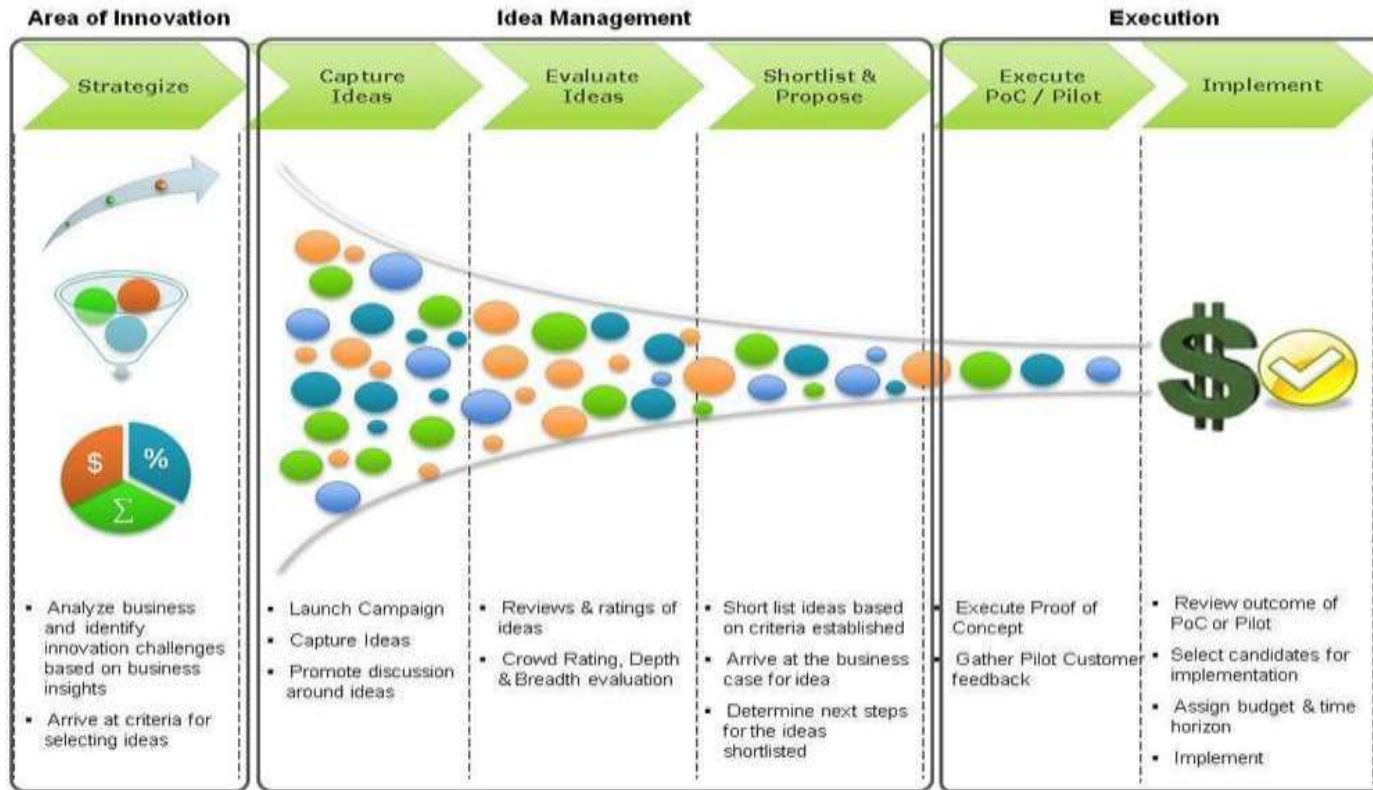 Area of Innovation
Idea Management
Execution
Strategize
Capture
Ideas
Evaluate
Ideas
Shortlist &
Propose
Execute
PoC / Pilot
Implement
$
%
Σ
$
▪ Analyze business
and identify
innovation challenges
based on business
insights
▪ Arrive at criteria for
selecting ideas
▪ Launch Campaign
▪ Capture Ideas
▪ Promote discussion
around ideas
▪ Reviews & ratings of
ideas
▪ Crowd Rating, Depth
& Breadth evaluation
▪ Short list ideas based
on criteria established
▪ Arrive at the business
case for idea
▪ Determine next steps
for the ideas
shortlisted
▪ Execute Proof of
Concept
▪ Gather Pilot Customer
feedback
▪ Review outcome of
PoC or Pilot
▪ Select candidates for
implementation
▪ Assign budget & time
horizon
▪ Implement